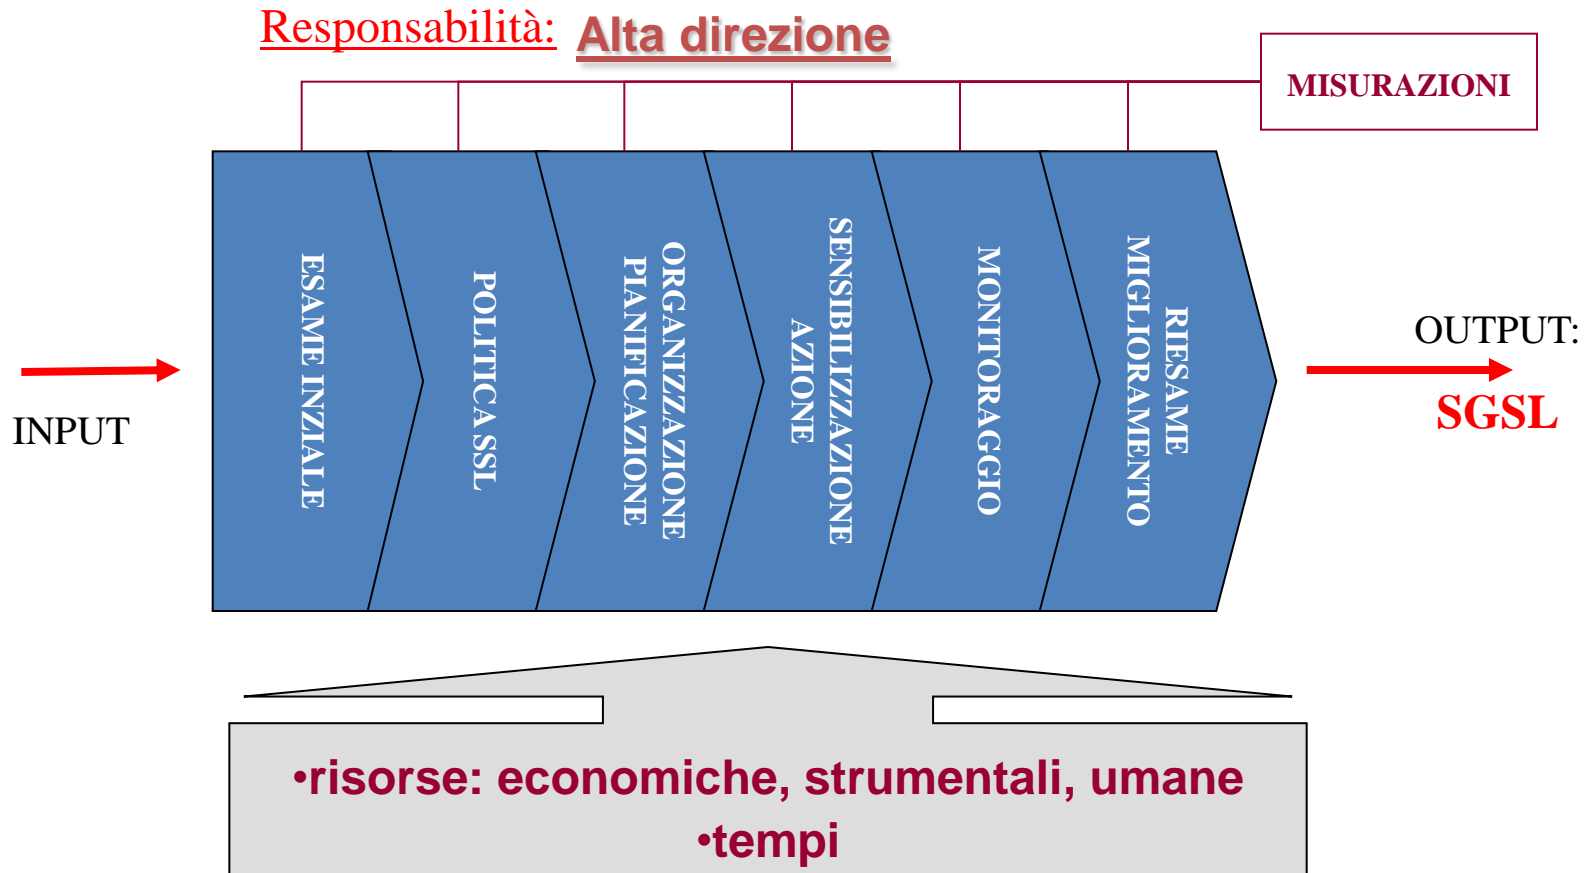 Responsabilità: Alta direzione
MISURAZIONI
ESAME INZIALE
POLITICA SSL
ORGANIZZAZIONE
PIANIFICAZIONE
SENSIBILIZZAZIONE
AZIONE
MONITORAGGIO
RIESAME
MIGLIORAMENTO
INPUT
OUTPUT:
SGSL
•risorse: economiche, strumentali, umane
•tempi